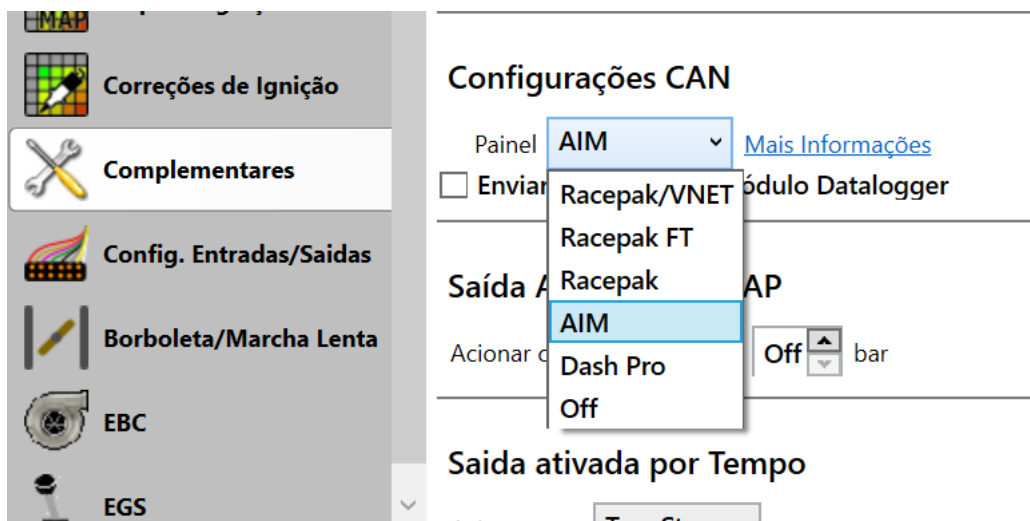 MAP
Correções de Ignição
Complementares
Config. Entradas/Saidas
Borboleta/Marcha Lenta
EBC
EGS
Configurações CAN
Painel AIM Mais Informações
Racepak/VNET
Racepak FT
Racepak
AIM
Dash Pro
Off
Enviar ódulo Datalogger
Saída A AP
Acionar Off bar
Saida ativada por Tempo